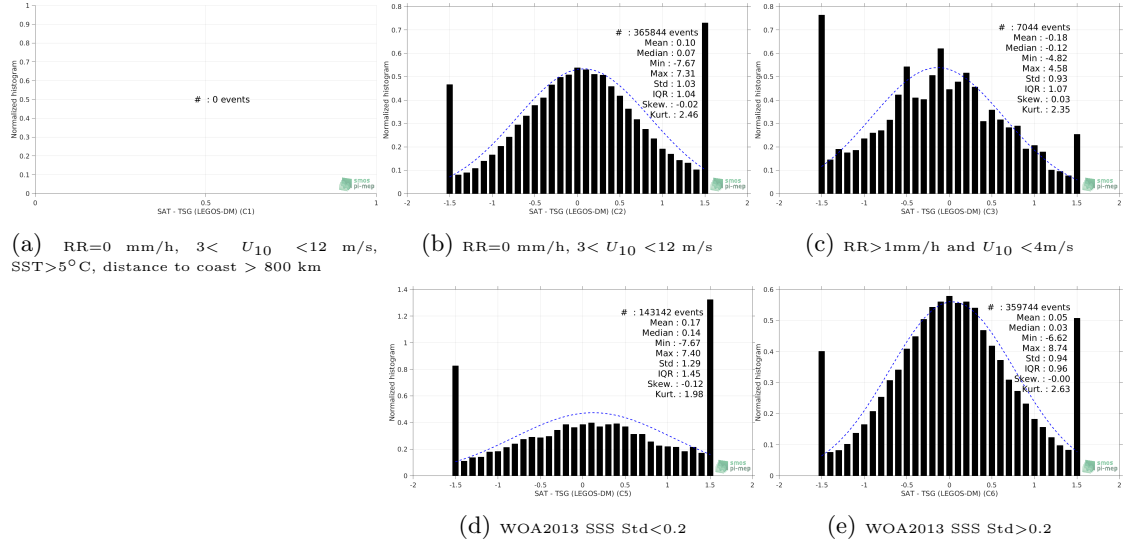 1
0.9
0.8
0.7
0.6
0.5
0.4
0.3
0.2
0.1
0
Normalized histogram
# : 0 events
0
0.5
1
SAT - TSG (LEGOS-DM) (C1)
smos
pi-mep
0.8
0.7
0.6
0.5
0.4
0.3
0.2
0.1
0
Normalized histogram
# : 365844 events
Mean : 0.10
Median : 0.07
Min : -7.67
Max : 7.31
Std : 1.03
IQR : 1.04
Skew. : -0.02
Kurt. : 2.46
-2
-1.5
-1
-0.5
0
0.5
1
1.5
2
SAT - TSG (LEGOS-DM) (C2)
smos
pi-mep
0.8
0.7
0.6
0.5
0.4
0.3
0.2
0.1
0
Normalized histogram
# : 7044 events
Mean : -0.18
Median : -0.12
Min : -4.82
Max : 4.58
Std : 0.93
IQR : 1.07
Skew. : 0.03
Kurt. : 2.35
-2
-1.5
-1
-0.5
0
0.5
1
1.5
2
SAT - TSG (LEGOS-DM) (C3)
smos
pi-mep
(a) RR=0 mm/h, 3< U10 <12 m/s,
SST>5°C, distance to coast > 800 km
(b) RR=0 mm/h, 3< U10 <12 m/s
(c) RR>1mm/h and U10 <4m/s
1.4
1.2
1
0.8
0.6
0.4
0.2
0
Normalized histogram
# : 143142 events
Mean : 0.17
Median : 0.14
Min : -7.67
Max : 7.40
Std : 1.29
IQR : 1.45
Skew. : -0.12
Kurt. : 1.98
-2
-1.5
-1
-0.5
0
0.5
1
1.5
2
SAT - TSG (LEGOS-DM) (C5)
smos
pi-mep
0.6
0.5
0.4
0.3
0.2
0.1
0
Normalized histogram
# : 359744 events
Mean : 0.05
Median : 0.03
Min : -6.62
Max : 8.74
Std : 0.94
IQR : 0.96
Skew. : -0.00
Kurt. : 2.63
-2
-1.5
-1
-0.5
0
0.5
1
1.5
2
SAT - TSG (LEGOS-DM) (C6)
smos
pi-mep
(d) WOA2013 SSS Std<0.2
(e) WOA2013 SSS Std>0.2